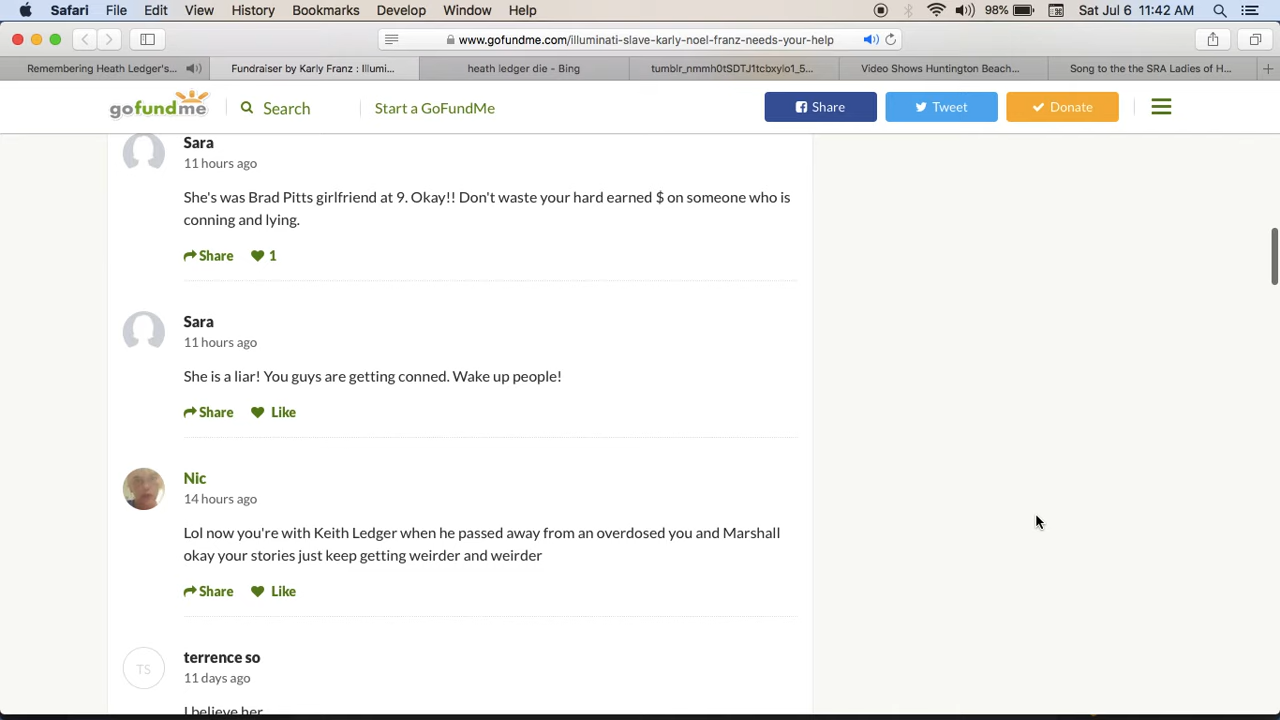 Safari File Edit View History Bookmarks Develop Window Help 98% Sat Jul 6 11:42 AM
www.gofundme.com/illuminati-slave-karly-noel-franz-needs-your-help
Remembering Heath Ledger's... Fundraiser by Karly Franz : Illumi... heath ledger die - Bing tumblr_nmmh0tSDTJ1tcbxylo1_5... Video Shows Huntington Beach... Song to the the SRA Ladies of H...
gofundme Search Start a GoFundMe Share Tweet Donate
Sara
11 hours ago
She's was Brad Pitts girlfriend at 9. Okay!! Don't waste your hard earned $ on someone who is
conning and lying.
Share 1
Sara
11 hours ago
She is a liar! You guys are getting conned. Wake up people!
Share Like
Nic
14 hours ago
Lol now you're with Keith Ledger when he passed away from an overdosed you and Marshall
okay your stories just keep getting weirder and weirder
Share Like
TS
terrence so
11 days ago
I believe her